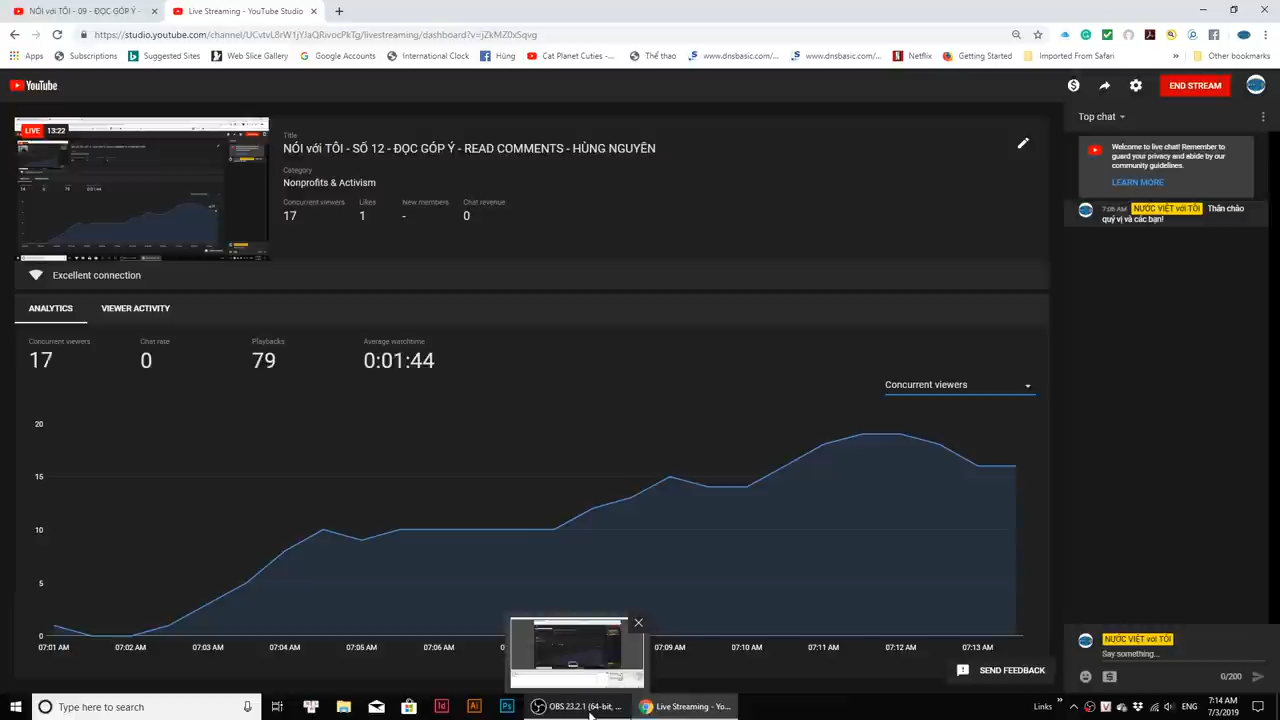 NÓI với TÔI - 09 - ĐỌC GÓP Ý -
Live Streaming - YouTube Studio
https://studio.youtube.com/channel/UCvtvL8rW1jYJaQRivocPkTg/livestreaming/dashboard?v=jZkMZ0xSqvg
Apps
Subscriptions
Suggested Sites
Web Slice Gallery
Google Accounts
International Clock
Hùng
Cat Planet Cuties -...
Thể thao
www.dnsbasic.com/...
www.dnsbasic.com/...
Netflix
Getting Started
Imported From Safari
»
Other bookmarks
YouTube
END STREAM
LIVE 13:22
Title
NÓI với TÔI - SỐ 12 - ĐỌC GÓP Ý - READ COMMENTS - HÙNG NGUYÊN
Category
Nonprofits & Activism
Concurrent viewers Likes New members Chat revenue
17 1 - 0
Excellent connection
ANALYTICS VIEWER ACTIVITY
Concurrent viewers Chat rate Playbacks Average watchtime
17 0 79 0:01:44
Concurrent viewers
20
15
10
5
0
07:01 AM 07:02 AM 07:03 AM 07:04 AM 07:05 AM 07:06 AM 07:09 AM 07:10 AM 07:11 AM 07:12 AM 07:13 AM
SEND FEEDBACK
Top chat
Welcome to live chat! Remember to
guard your privacy and abide by our
community guidelines.
LEARN MORE
7:05 AM NƯỚC VIỆT với TÔI Thân chào
quý vị và các bạn!
NƯỚC VIỆT với TÔI
Say something...
0/200
Type here to search
Id
Ai
Ps
OBS 23.2.1 (64-bit, ...
Live Streaming - Yo...
Links
»
7:14 AM
7/3/2019